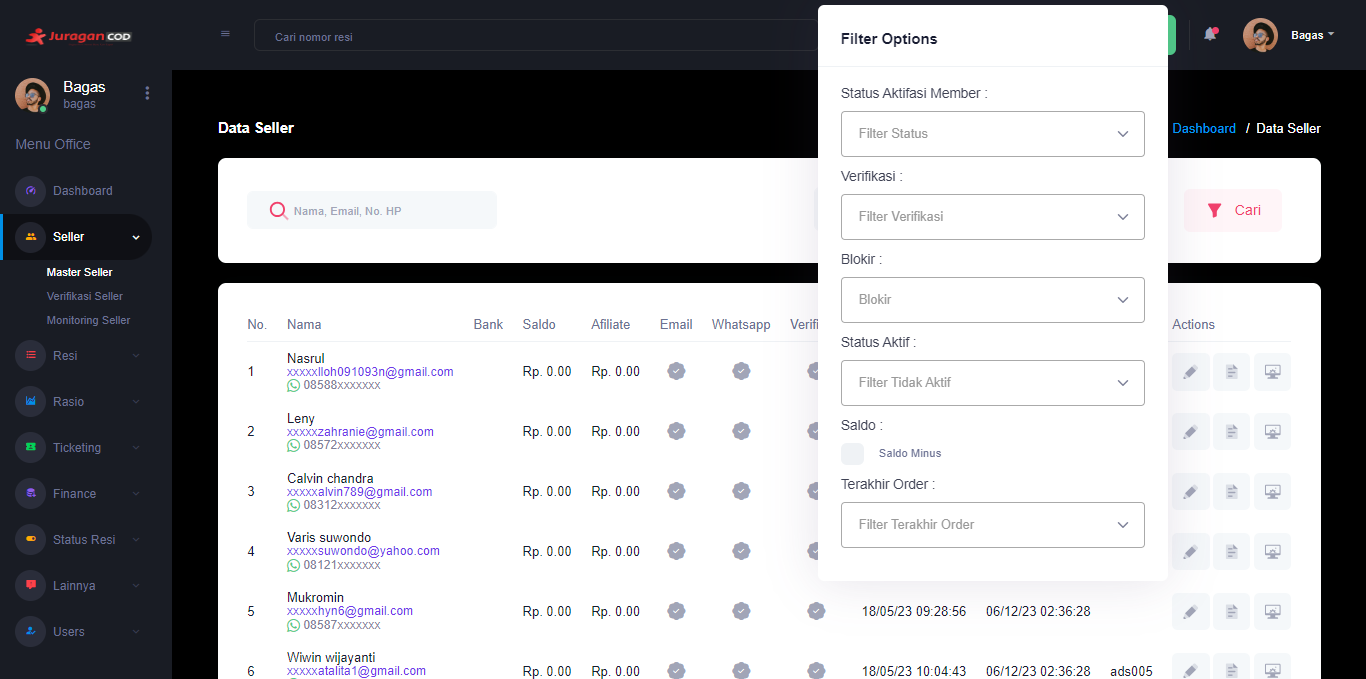 Juragan COD
Cari nomor resi
Bagas
Bagas
bagas
Menu Office
Dashboard
Seller
Master Seller
Verifikasi Seller
Monitoring Seller
Resi
Rasio
Ticketing
Finance
Status Resi
Lainnya
Users
Data Seller
Dashboard / Data Seller
Nama, Email, No. HP
Cari
Filter Options
Status Aktifasi Member :
Filter Status
Verifikasi :
Filter Verifikasi
Blokir :
Blokir
Status Aktif :
Filter Tidak Aktif
Saldo :
Saldo Minus
Terakhir Order :
Filter Terakhir Order
No. Nama Bank Saldo Afiliate Email Whatsapp Actions
Nasrul
1 xxxxxlloh091093n@gmail.com Rp. 0.00 Rp. 0.00
08588xxxxxxx
Leny
2 xxxxxzahranie@gmail.com Rp. 0.00 Rp. 0.00
08572xxxxxxx
Calvin chandra
3 xxxxxalvin789@gmail.com Rp. 0.00 Rp. 0.00
08312xxxxxxx
Varis suwondo
4 xxxxxsuwondo@yahoo.com Rp. 0.00 Rp. 0.00
08121xxxxxxx
Mukromin
5 xxxxxhyn6@gmail.com Rp. 0.00 Rp. 0.00 18/05/23 09:28:56 06/12/23 02:36:28
08587xxxxxxx
Wiwin wijayanti
6 xxxxxatalita1@gmail.com Rp. 0.00 Rp. 0.00 18/05/23 10:04:43 06/12/23 02:36:28 ads005